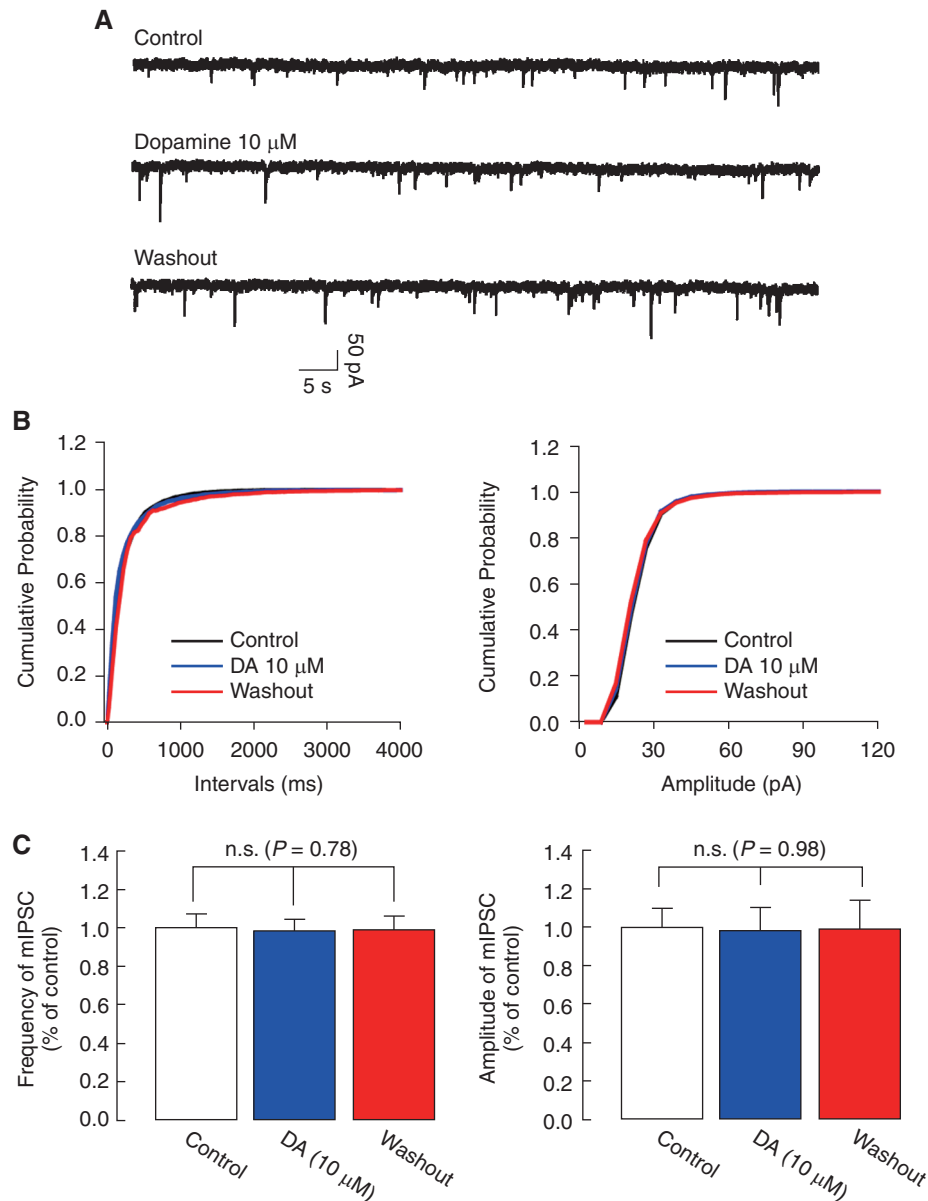 A
Control
Dopamine 10 μM
Washout
50 pA
5 s
B
1.2
1.0
0.8
0.6
0.4
0.2
0.0
Cumulative Probability
Control
DA 10 μM
Washout
0 1000 2000 3000 4000
Intervals (ms)
1.2
1.0
0.8
0.6
0.4
0.2
0.0
Cumulative Probability
Control
DA 10 μM
Washout
0 30 60 90 120
Amplitude (pA)
C
1.4
1.2
1.0
0.8
0.6
0.4
0.2
0.0
Frequency of mIPSC
(% of control)
n.s. (P = 0.78)
Control
DA (10 μM)
Washout
1.4
1.2
1.0
0.8
0.6
0.4
0.2
0.0
Amplitude of mIPSC
(% of control)
n.s. (P = 0.98)
Control
DA (10 μM)
Washout